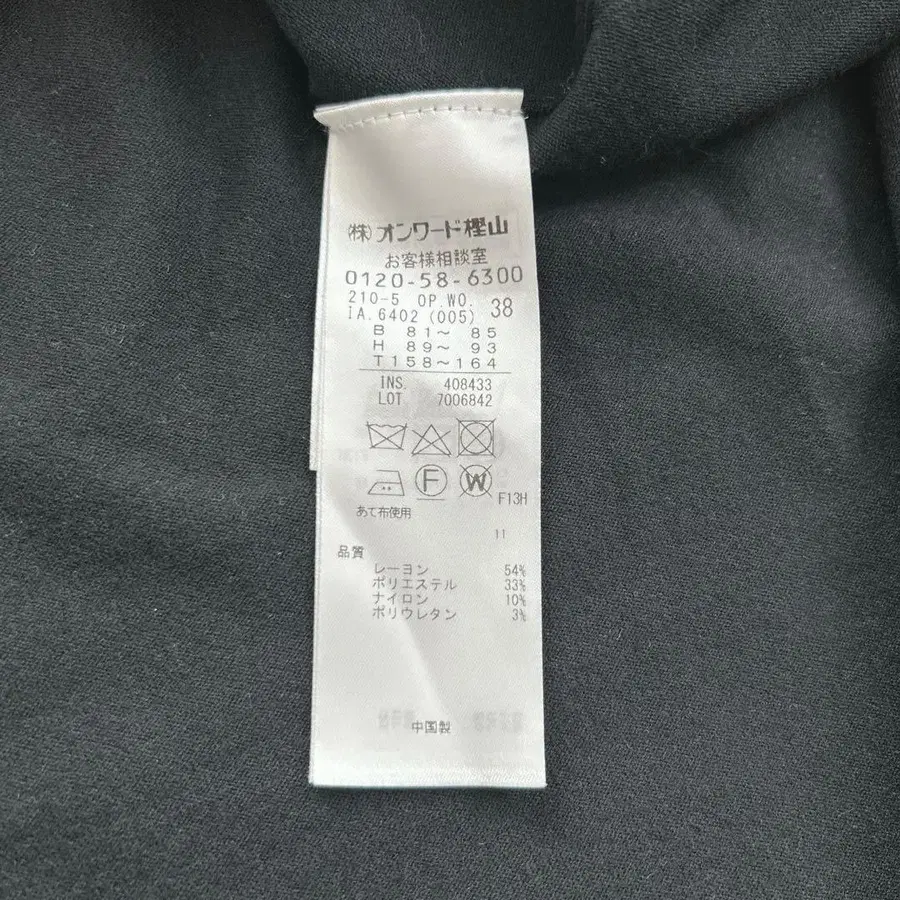 (株)オンワード樫山
お客様相談室
0120-58-6300
210-5 OP.WO. 38
IA.6402 (005)
B 81~ 85
H 89~ 93
T158~164
INS. 408433
LOT 7006842
F W F13H
あて布使用
11
品質
レーヨン 54%
ポリエステル 33%
ナイロン 10%
ポリウレタン 3%
中国製